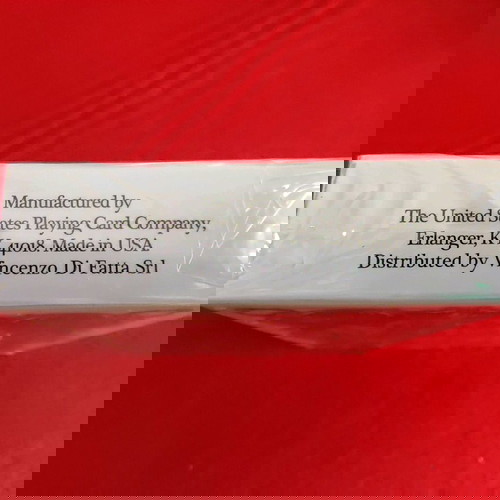 Manufactured by
The United States Playing Card Company,
Erlanger, KY 41018 Made in USA
Distributed by Vincenzo Di Fatta Srl